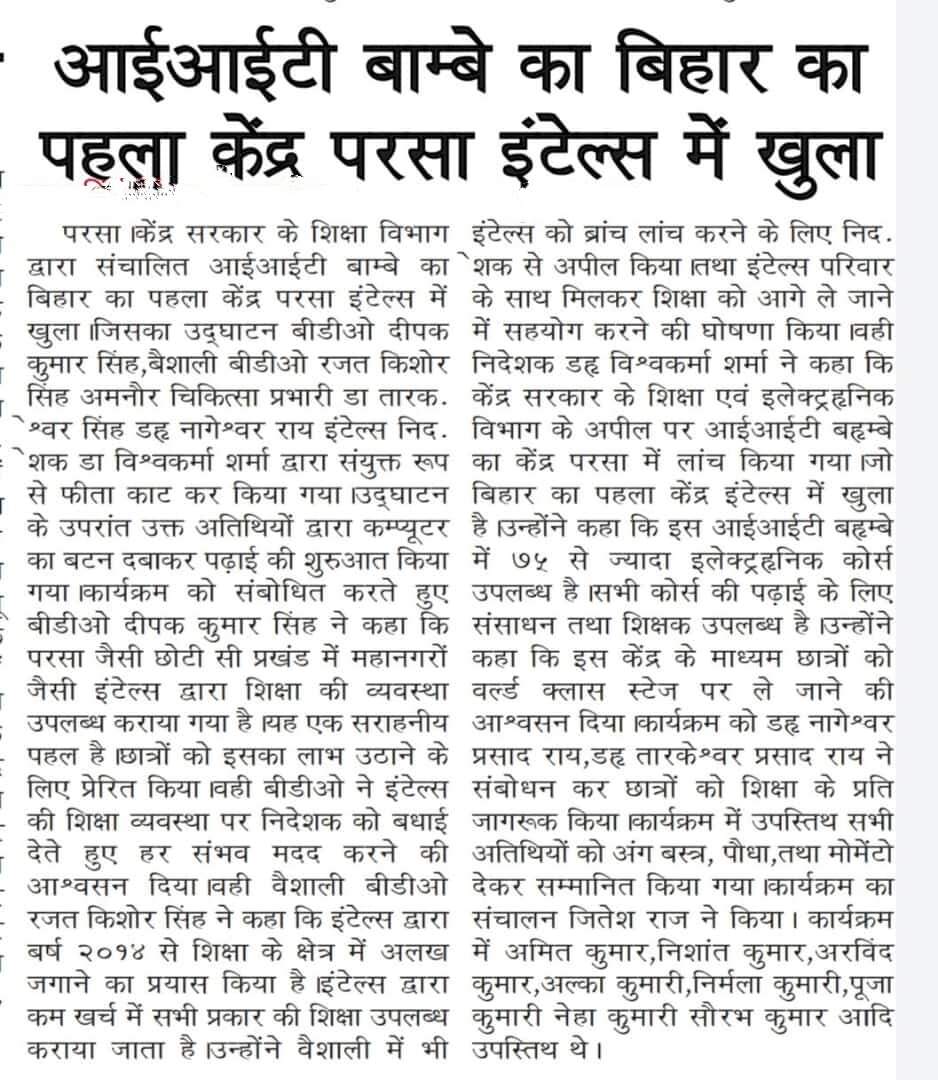 आईआईटी बाम्बे का बिहार का
पहला केंद्र परसा इंटेल्स में खुला
परसा ।केंद्र सरकार के शिक्षा विभाग
द्वारा संचालित आईआईटी बाम्बे का
बिहार का पहला केंद्र परसा इंटेल्स में
खुला ।जिसका उद्घाटन बीडीओ दीपक
कुमार सिंह,बैशाली बीडीओ रजत किशोर
सिंह अमनौर चिकित्सा प्रभारी डा तारक.
ेश्वर सिंह डहृ नागेश्वर राय इंटेल्स निद.
ेशक डा विश्वकर्मा शर्मा द्वारा संयुक्त रूप
से फीता काट कर किया गया ।उद्घाटन
के उपरांत उक्त अतिथियों द्वारा कम्प्यूटर
का बटन दबाकर पढ़ाई की शुरुआत किया
गया ।कार्यक्रम को संबोधित करते हुए
बीडीओ दीपक कुमार सिंह ने कहा कि
परसा जैसी छोटी सी प्रखंड में महानगरों
जैसी इंटेल्स द्वारा शिक्षा की व्यवस्था
उपलब्ध कराया गया है ।यह एक सराहनीय
पहल है ।छात्रों को इसका लाभ उठाने के
लिए प्रेरित किया ।वही बीडीओ ने इंटेल्स
की शिक्षा व्यवस्था पर निदेशक को बधाई
देते हुए हर संभव मदद करने की
आश्वसन दिया ।वही वैशाली बीडीओ
रजत किशोर सिंह ने कहा कि इंटेल्स द्वारा
बर्ष २०१४ से शिक्षा के क्षेत्र में अलख
जगाने का प्रयास किया है ।इंटेल्स द्वारा
कम खर्च में सभी प्रकार की शिक्षा उपलब्ध
कराया जाता है ।उन्होंने वैशाली में भी
इंटेल्स को ब्रांच लांच करने के लिए निद.
ेशक से अपील किया ।तथा इंटेल्स परिवार
के साथ मिलकर शिक्षा को आगे ले जाने
में सहयोग करने की घोषणा किया ।वही
निदेशक डहृ विश्वकर्मा शर्मा ने कहा कि
केंद्र सरकार के शिक्षा एवं इलेक्ट्रहृनिक
विभाग के अपील पर आईआईटी बहृम्बे
का केंद्र परसा में लांच किया गया ।जो
बिहार का पहला केंद्र इंटेल्स में खुला
है ।उन्होंने कहा कि इस आईआईटी बहृम्बे
में ७५ से ज्यादा इलेक्ट्रहृनिक कोर्स
उपलब्ध है ।सभी कोर्स की पढ़ाई के लिए
संसाधन तथा शिक्षक उपलब्ध है ।उन्होंने
कहा कि इस केंद्र के माध्यम छात्रों को
वर्ल्ड क्लास स्टेज पर ले जाने की
आश्वसन दिया ।कार्यक्रम को डहृ नागेश्वर
प्रसाद राय,डहृ तारकेश्वर प्रसाद राय ने
संबोधन कर छात्रों को शिक्षा के प्रति
जागरूक किया ।कार्यक्रम में उपस्तिथ सभी
अतिथियों को अंग बस्त्र, पौधा,तथा मोमेंटो
देकर सम्मानित किया गया ।कार्यक्रम का
संचालन जितेश राज ने किया । कार्यक्रम
में अमित कुमार,निशांत कुमार,अरविंद
कुमार,अल्का कुमारी,निर्मला कुमारी,पूजा
कुमारी नेहा कुमारी सौरभ कुमार आदि
उपस्तिथ थे ।